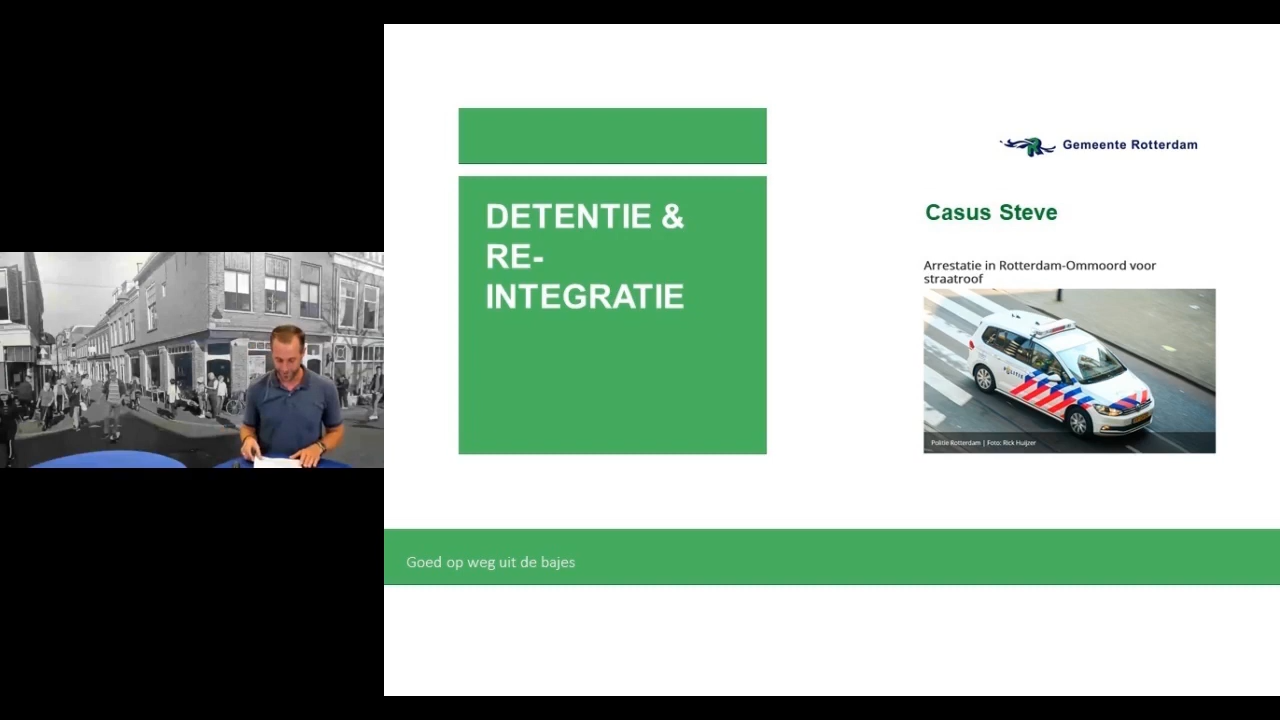 DETENTIE &
RE-
INTEGRATIE
Gemeente Rotterdam
Casus Steve
Arrestatie in Rotterdam-Ommoord voor
straatroof
POLITIE
Politie Rotterdam | Foto: Rick Huijzer
Goed op weg uit de bajes